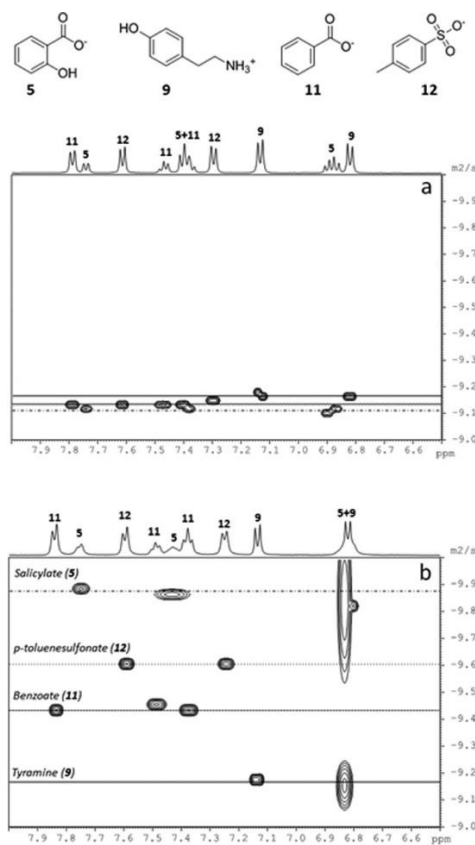 O O O O O-
HO O- O- S
OH NH3+ O
5 9 11 12
11 5 12 11 5+11 12 9 5 9
a
m2/s
-9.9
-9.8
-9.7
-9.6
-9.5
-9.4
-9.3
-9.2
-9.1
-9.0
7.9 7.8 7.7 7.6 7.5 7.4 7.3 7.2 7.1 7.0 6.9 6.8 6.7 6.6 ppm
11 5 12 11 5 11 12 9 5+9
b
m2/s
Salicylate (5)
-9.9
-9.8
-9.7
p-toluenesulfonate (12)
-9.6
-9.5
Benzoate (11)
-9.4
-9.3
Tyramine (9)
-9.2
-9.1
-9.0
7.9 7.8 7.7 7.6 7.5 7.4 7.3 7.2 7.1 7.0 6.9 6.8 6.7 6.6 ppm